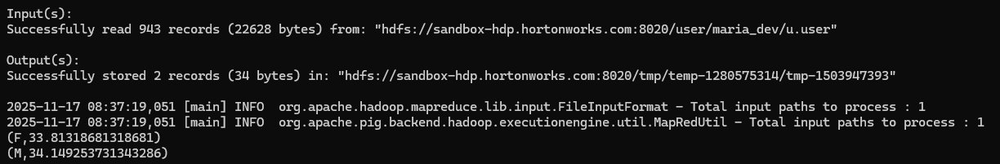 Input(s):
Successfully read 943 records (22628 bytes) from: "hdfs://sandbox-hdp.hortonworks.com:8020/user/maria_dev/u.user"
Output(s):
Successfully stored 2 records (34 bytes) in: "hdfs://sandbox-hdp.hortonworks.com:8020/tmp/temp-1280575314/tmp-1503947393"
2025-11-17 08:37:19,051 [main] INFO  org.apache.hadoop.mapreduce.lib.input.FileInputFormat - Total input paths to process : 1
2025-11-17 08:37:19,051 [main] INFO  org.apache.pig.backend.hadoop.executionengine.util.MapRedUtil - Total input paths to process : 1
(F,33.81318681318681)
(M,34.149253731343286)